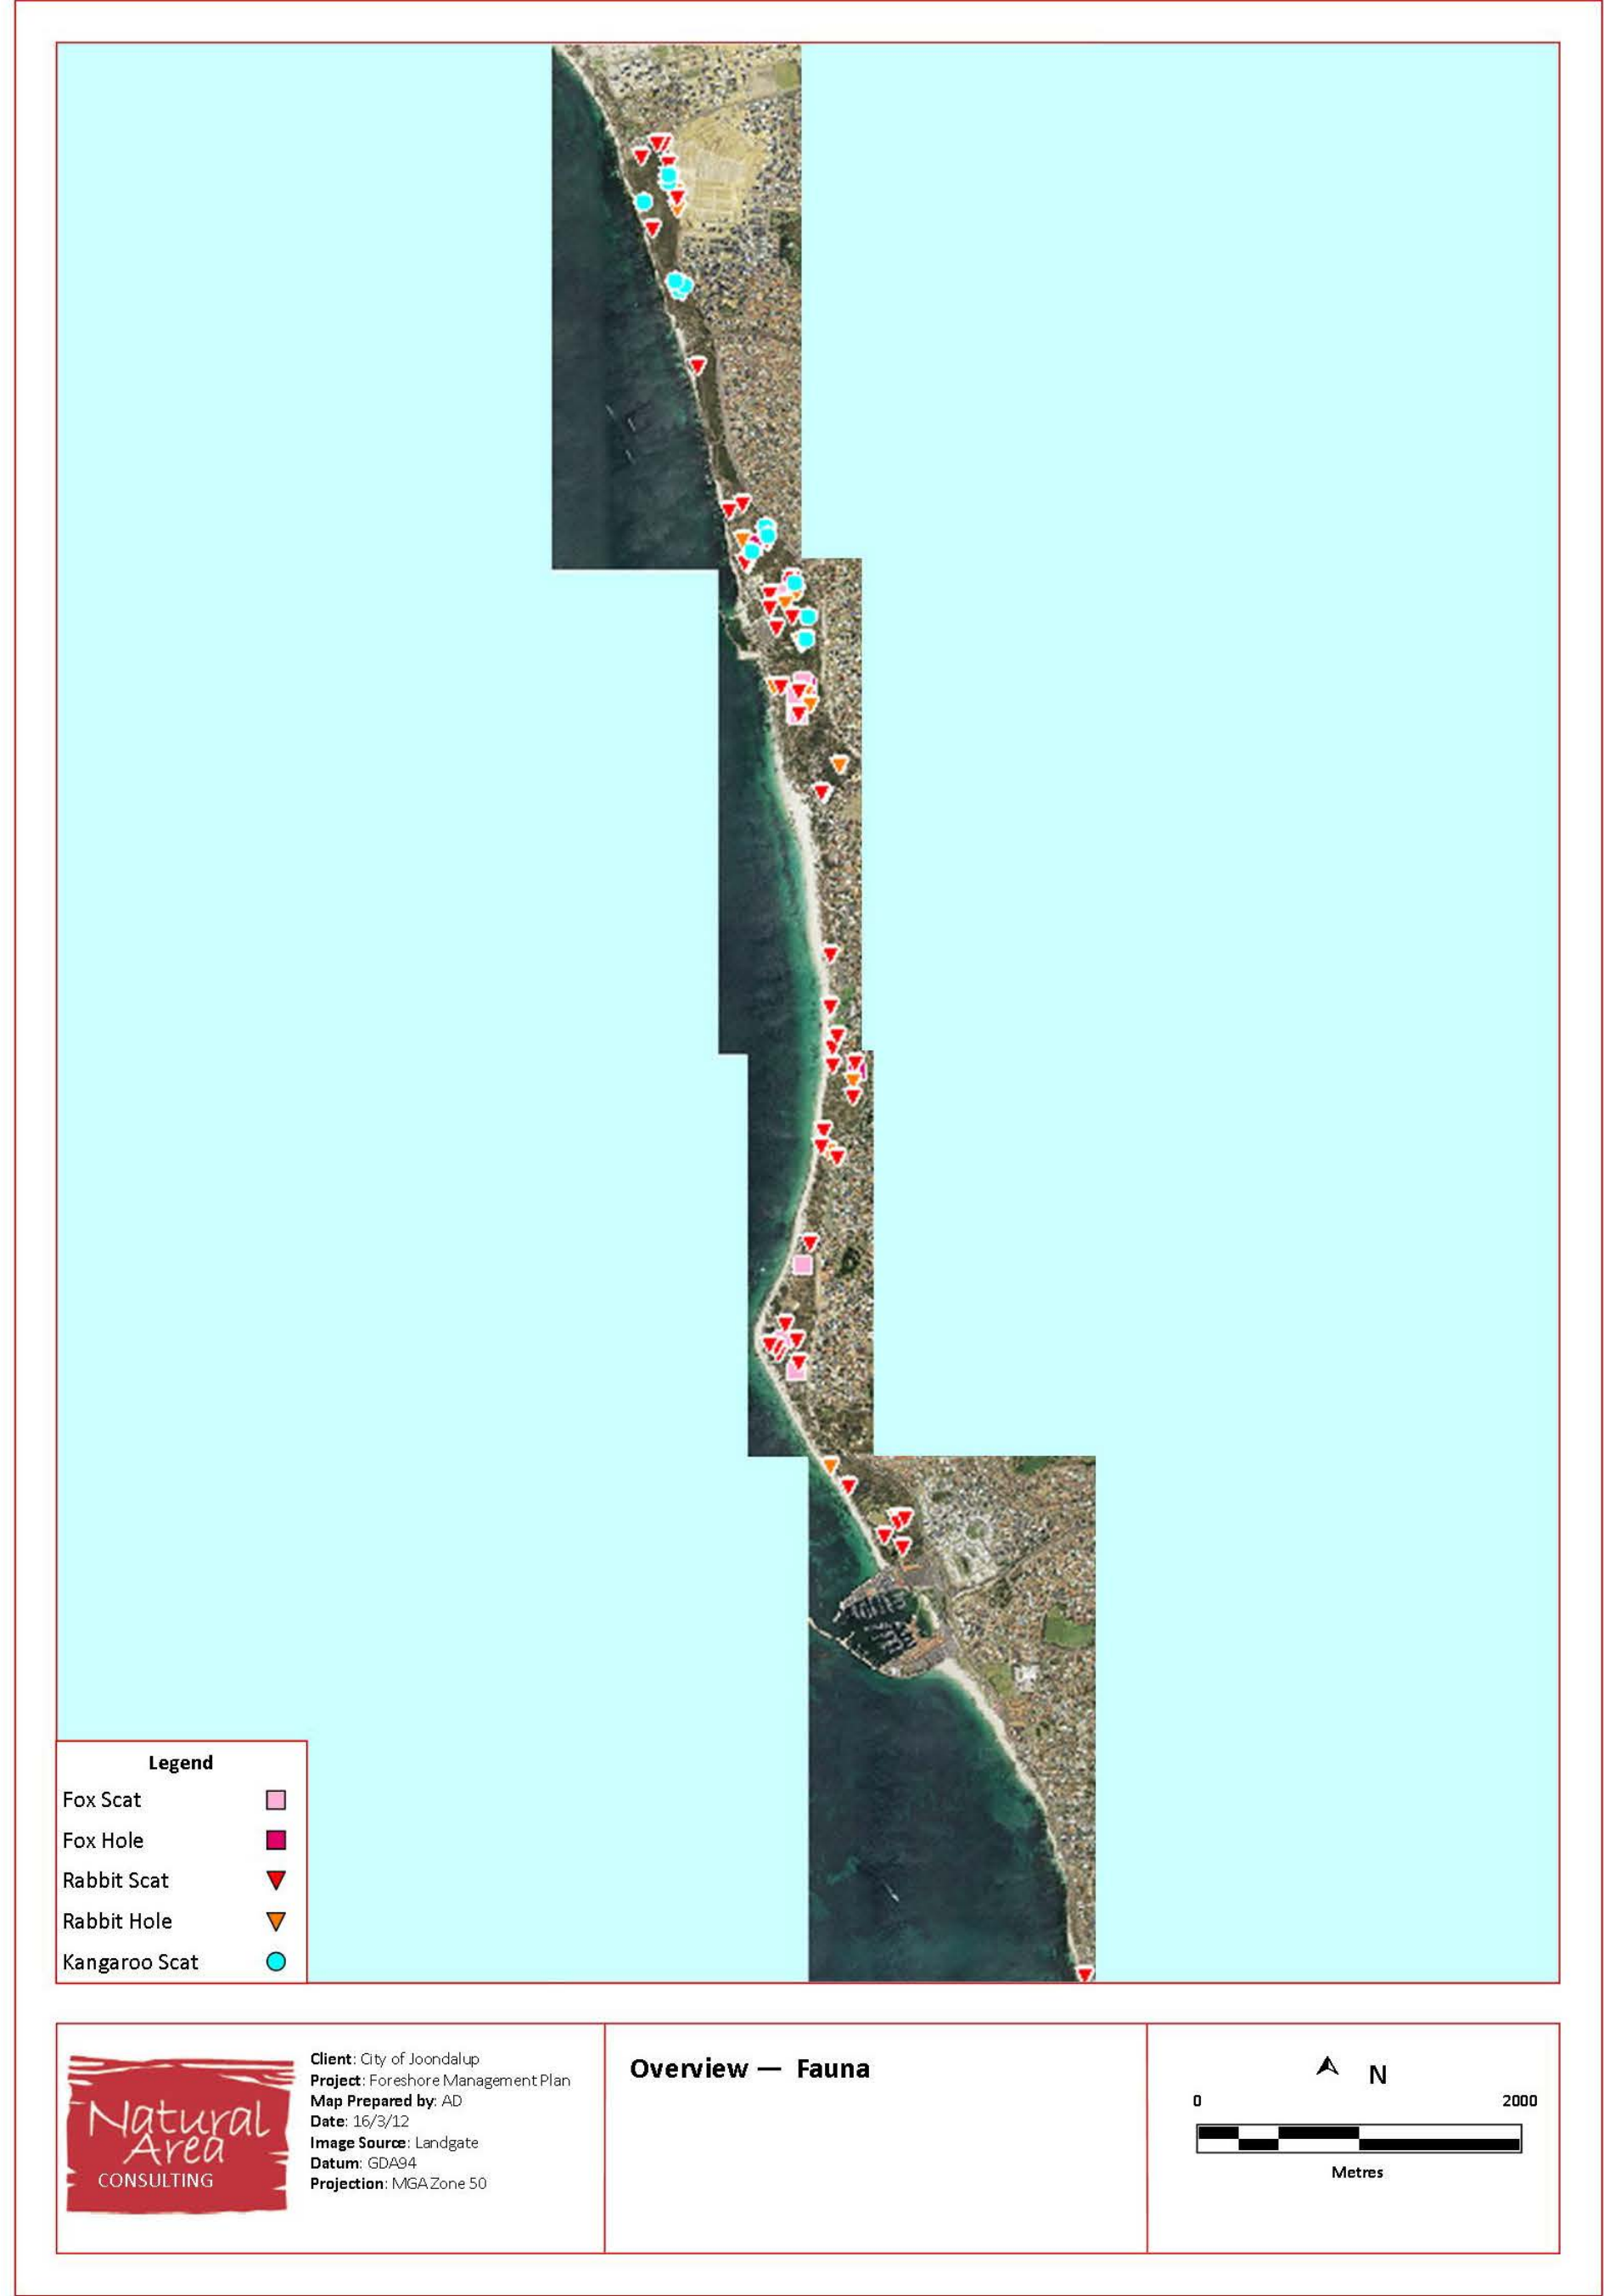 Legend
Fox Scat
Fox Hole
Rabbit Scat
Rabbit Hole
Kangaroo Scat
Natural
Area
CONSULTING
Client: City of Joondalup
Project: Foreshore Management Plan
Map Prepared by: AD
Date: 16/3/12
Image Source: Landgate
Datum: GDA94
Projection: MGA Zone 50
Overview — Fauna
N
0 2000
Metres